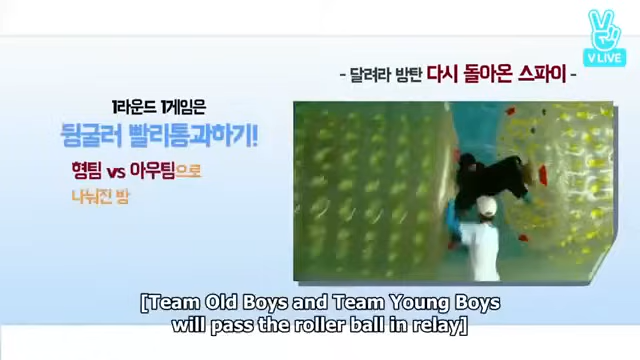 V LIVE
- 달려라 방탄 다시 돌아온 스파이 -
1라운드 1게임은
뒹굴러 빨리통과하기!
형팀 vs 아우팀으로
나눠진 방
[Team Old Boys and Team Young Boys
will pass the roller ball in relay]